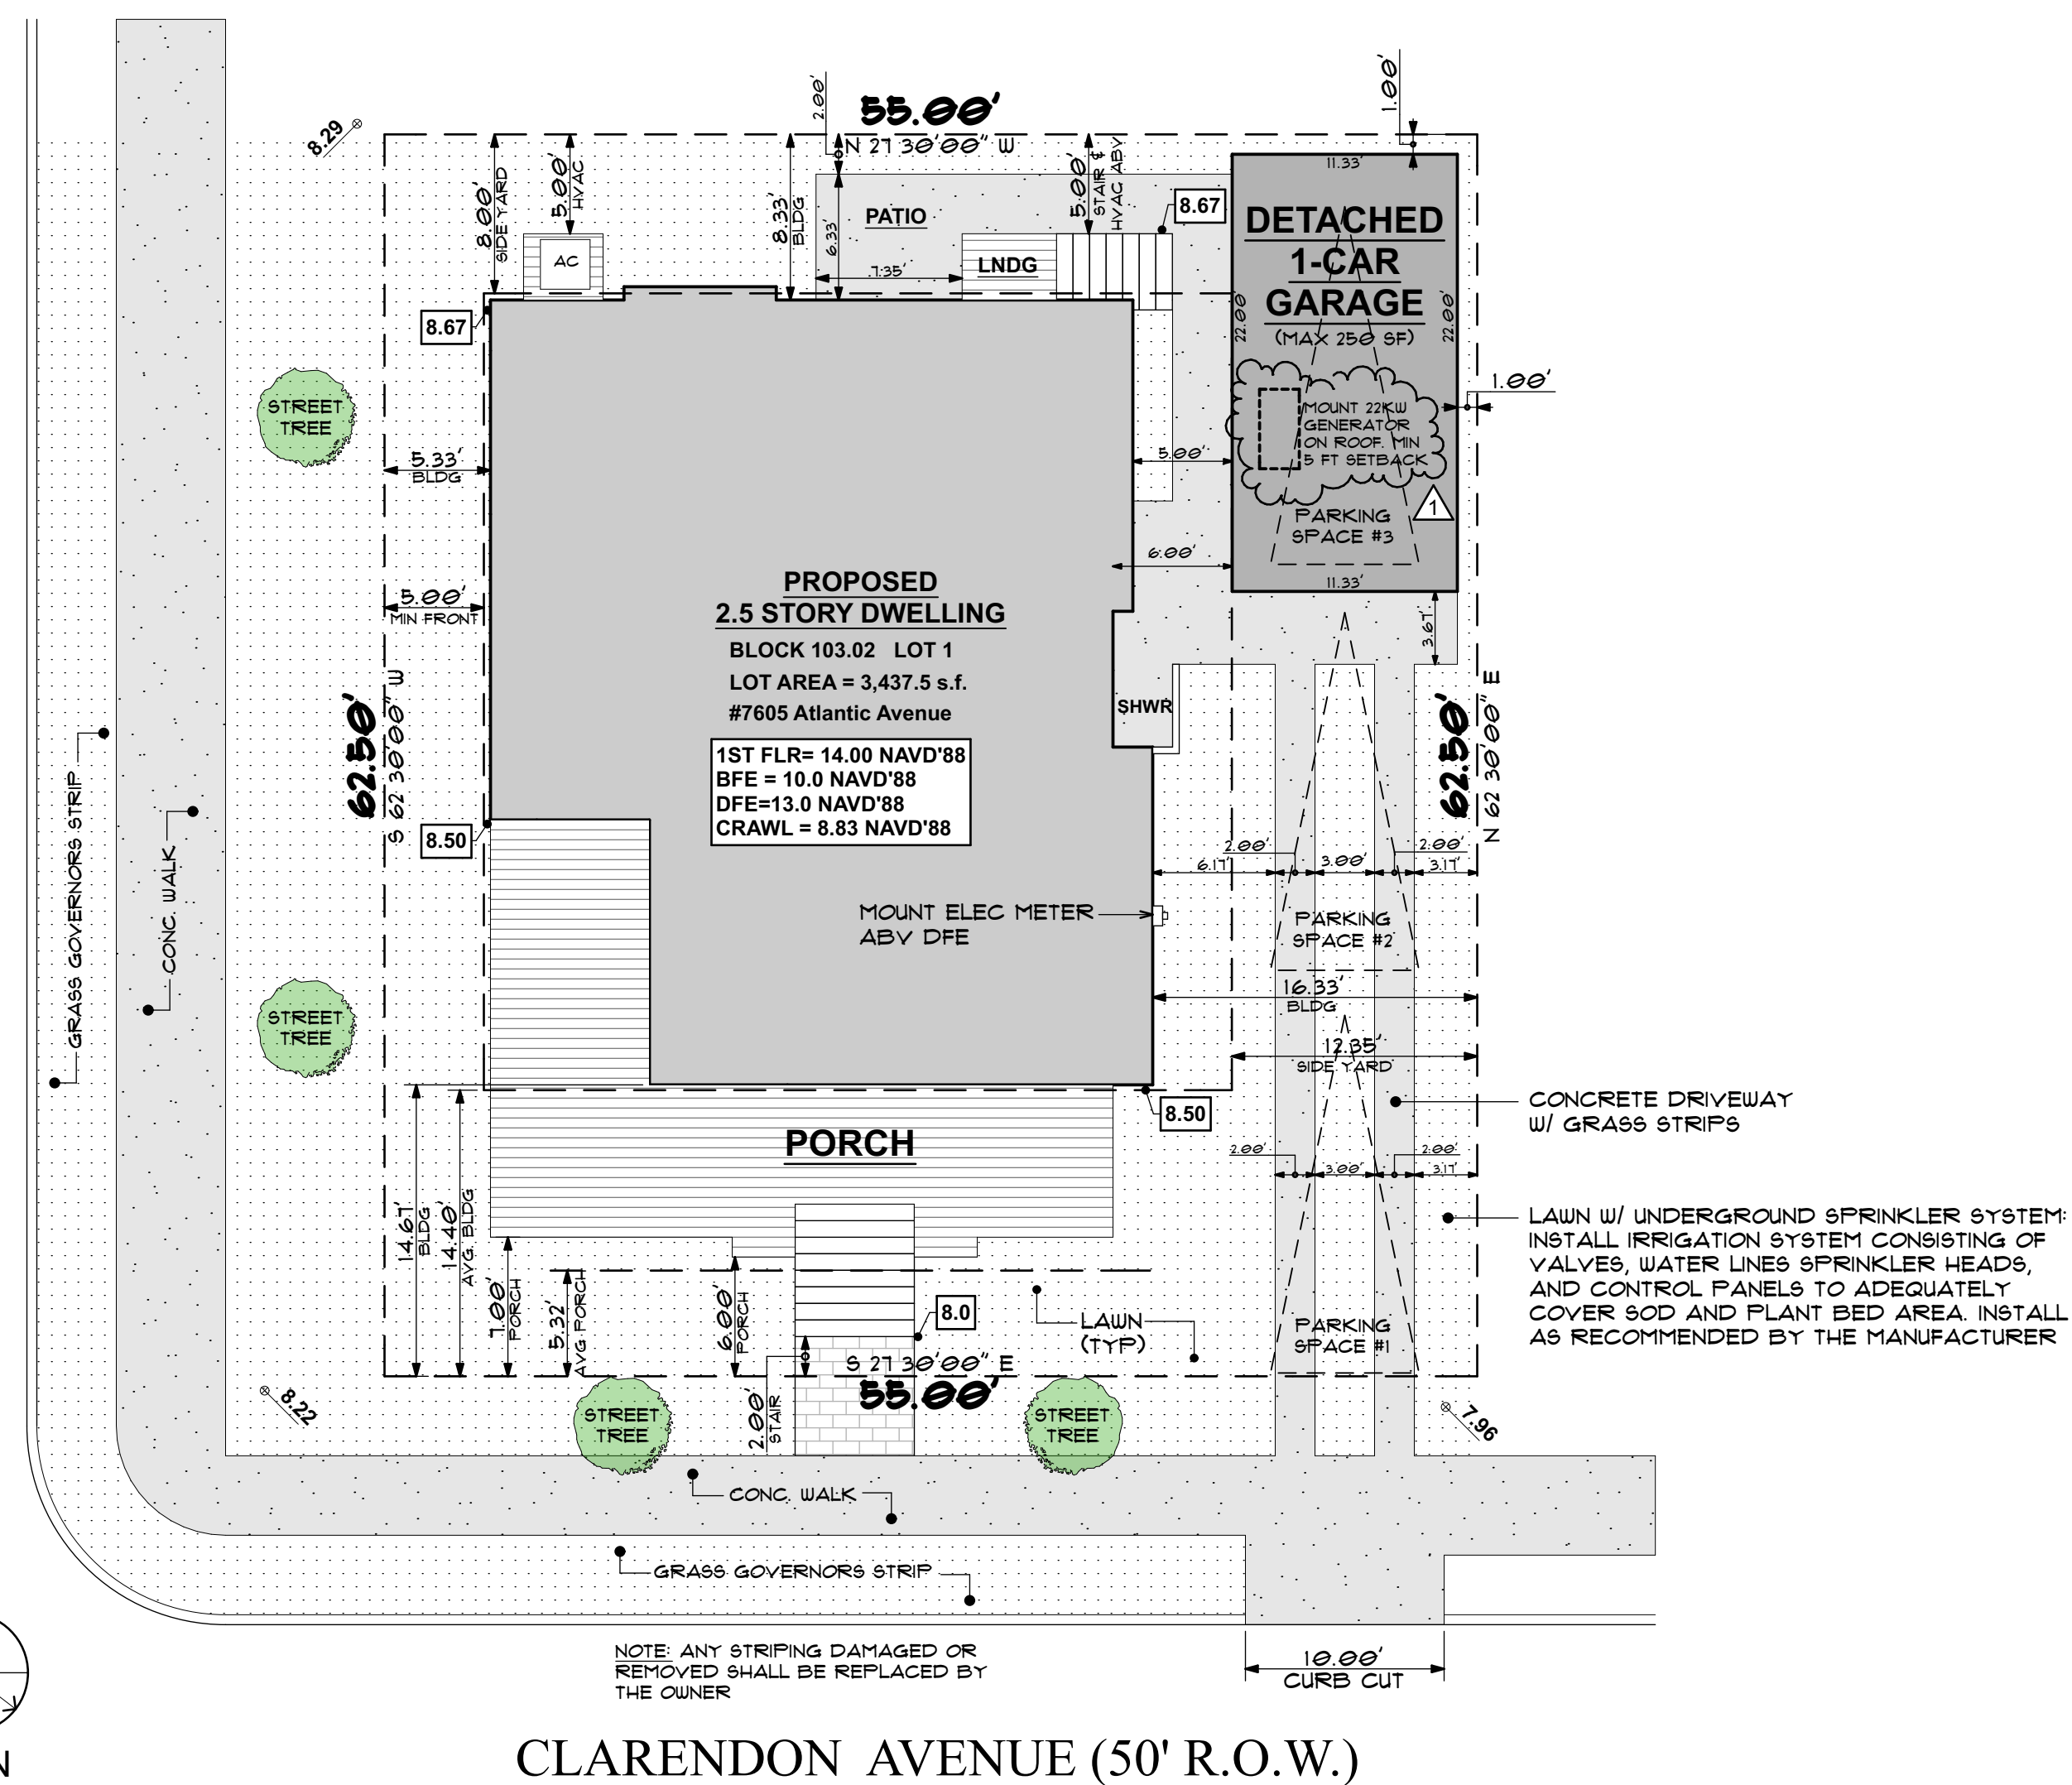 2.00'
55.00'
N 27 30'00" W
1.00'
8.29
8.00'
SIDE YARD
5.00'
HVAC
8.33'
BLDG
6.33'
PATIO
5.00'
STAIR &
HVAC ABV
8.67
11.33'
DETACHED
1-CAR
GARAGE
(MAX 250 SF)
22.00'
22.00'
AC
7.35'
LNDG
8.67
STREET
TREE
MOUNT 22KW
GENERATOR
ON ROOF. MIN
5 FT SETBACK
1.00'
5.33'
BLDG
5.00'
1
PARKING
SPACE #3
6.00'
11.33'
5.00'
MIN FRONT
PROPOSED
2.5 STORY DWELLING
BLOCK 103.02 LOT 1
LOT AREA = 3,437.5 s.f.
#7605 Atlantic Avenue
3.67'
SHWR
62.50'
S 62 30'00" W
62.50'
N 62 30'00" E
1ST FLR= 14.00 NAVD'88
BFE = 10.0 NAVD'88
DFE=13.0 NAVD'88
CRAWL = 8.83 NAVD'88
GRASS GOVERNORS STRIP
CONC. WALK
8.50
2.00'
2.00'
6.17'
3.00'
3.17'
MOUNT ELEC METER
ABV DFE
PARKING
SPACE #2
STREET
TREE
16.33'
BLDG
12.35'
SIDE YARD
8.50
CONCRETE DRIVEWAY
W/ GRASS STRIPS
PORCH
2.00'
2.00'
3.00'
3.17'
14.67'
BLDG
14.40'
AVG. BLDG
7.00'
PORCH
5.32'
AVG PORCH
6.00'
PORCH
8.0
LAWN
(TYP)
PARKING
SPACE #1
LAWN W/ UNDERGROUND SPRINKLER SYSTEM:
INSTALL IRRIGATION SYSTEM CONSISTING OF
VALVES, WATER LINES SPRINKLER HEADS,
AND CONTROL PANELS TO ADEQUATELY
COVER SOD AND PLANT BED AREA. INSTALL
AS RECOMMENDED BY THE MANUFACTURER
S 27 30'00" E
55.00'
2.00'
STAIR
8.22
STREET
TREE
STREET
TREE
7.96
CONC. WALK
GRASS GOVERNORS STRIP
NOTE: ANY STRIPING DAMAGED OR
REMOVED SHALL BE REPLACED BY
THE OWNER
10.00'
CURB CUT
N
CLARENDON AVENUE (50' R.O.W.)